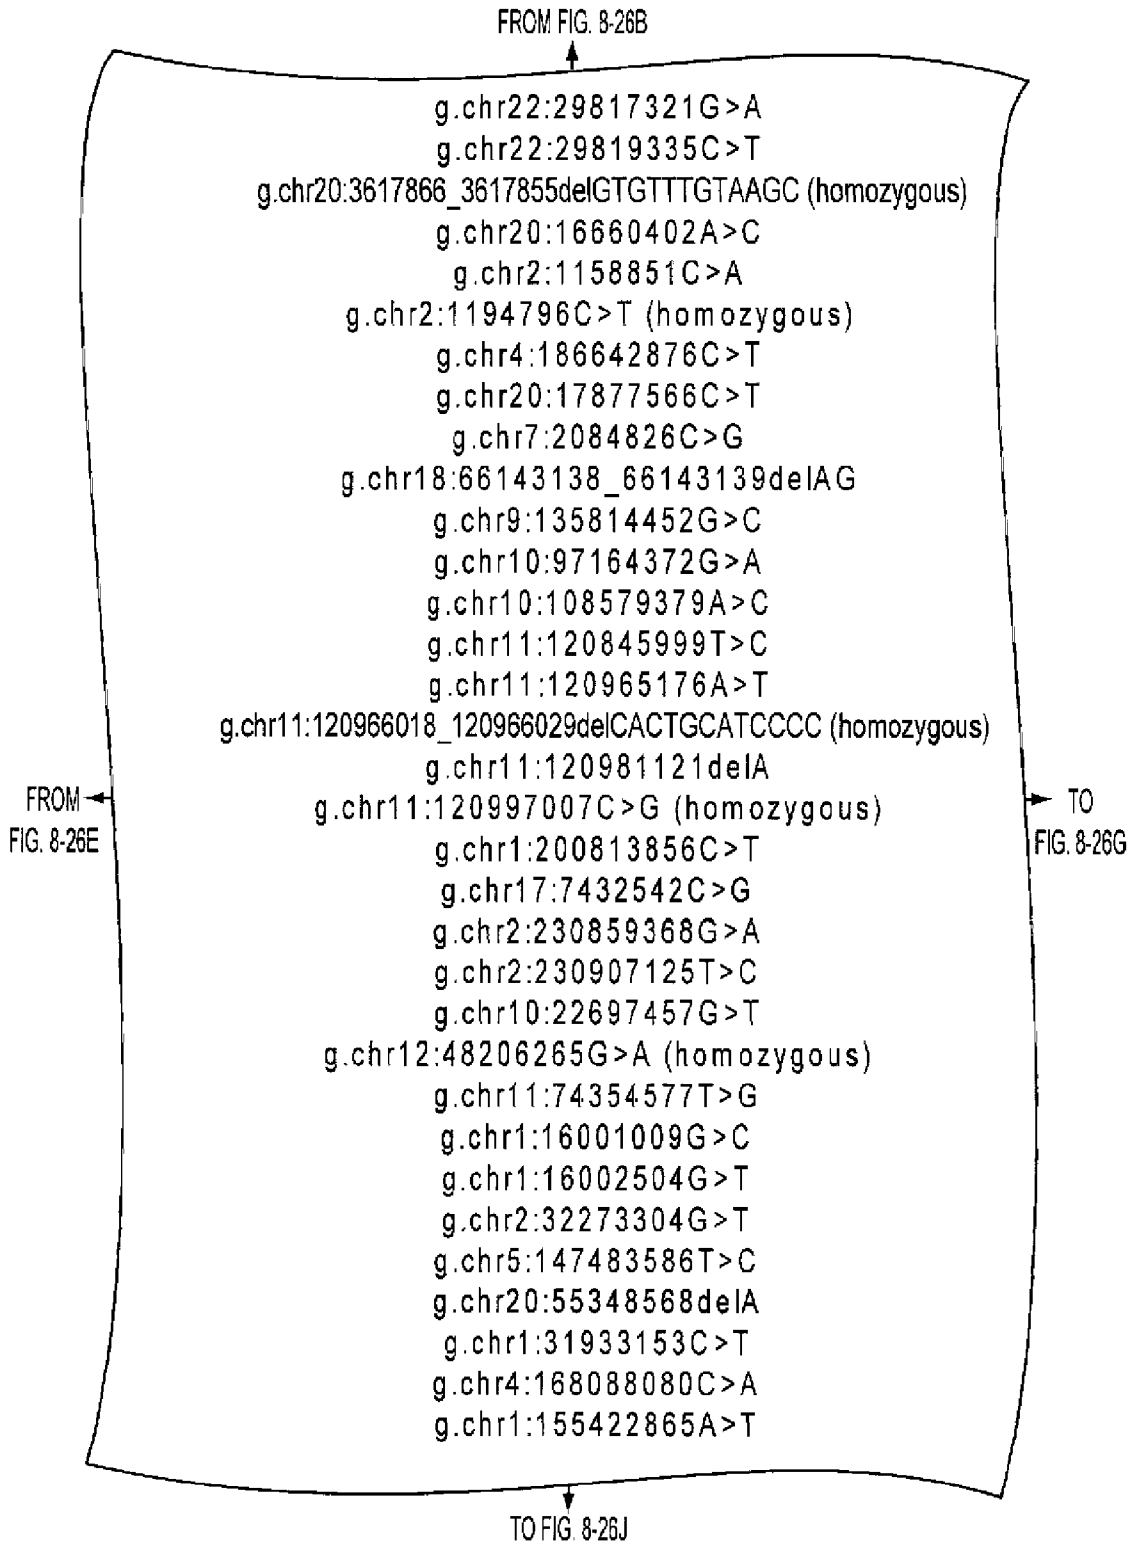 FROM FIG. 8-26B
g.chr22:29817321G>A
g.chr22:29819335C>T
g.chr20:3617866_3617855delGTGTTTGTAAGC (homozygous)
g.chr20:16660402A>C
g.chr2:1158851C>A
g.chr2:1194796C>T (homozygous)
g.chr4:186642876C>T
g.chr20:17877566C>T
g.chr7:2084826C>G
g.chr18:66143138_66143139delAG
g.chr9:135814452G>C
g.chr10:97164372G>A
g.chr10:108579379A>C
g.chr11:120845999T>C
g.chr11:120965176A>T
g.chr11:120966018_120966029delCACTGCATCCCC (homozygous)
g.chr11:120981121delA
g.chr11:120997007C>G (homozygous)
FROM
FIG. 8-26E
TO
FIG. 8-26G
g.chr1:200813856C>T
g.chr17:7432542C>G
g.chr2:230859368G>A
g.chr2:230907125T>C
g.chr10:22697457G>T
g.chr12:48206265G>A (homozygous)
g.chr11:74354577T>G
g.chr1:16001009G>C
g.chr1:16002504G>T
g.chr2:32273304G>T
g.chr5:147483586T>C
g.chr20:55348568delA
g.chr1:31933153C>T
g.chr4:168088080C>A
g.chr1:155422865A>T
TO FIG. 8-26J